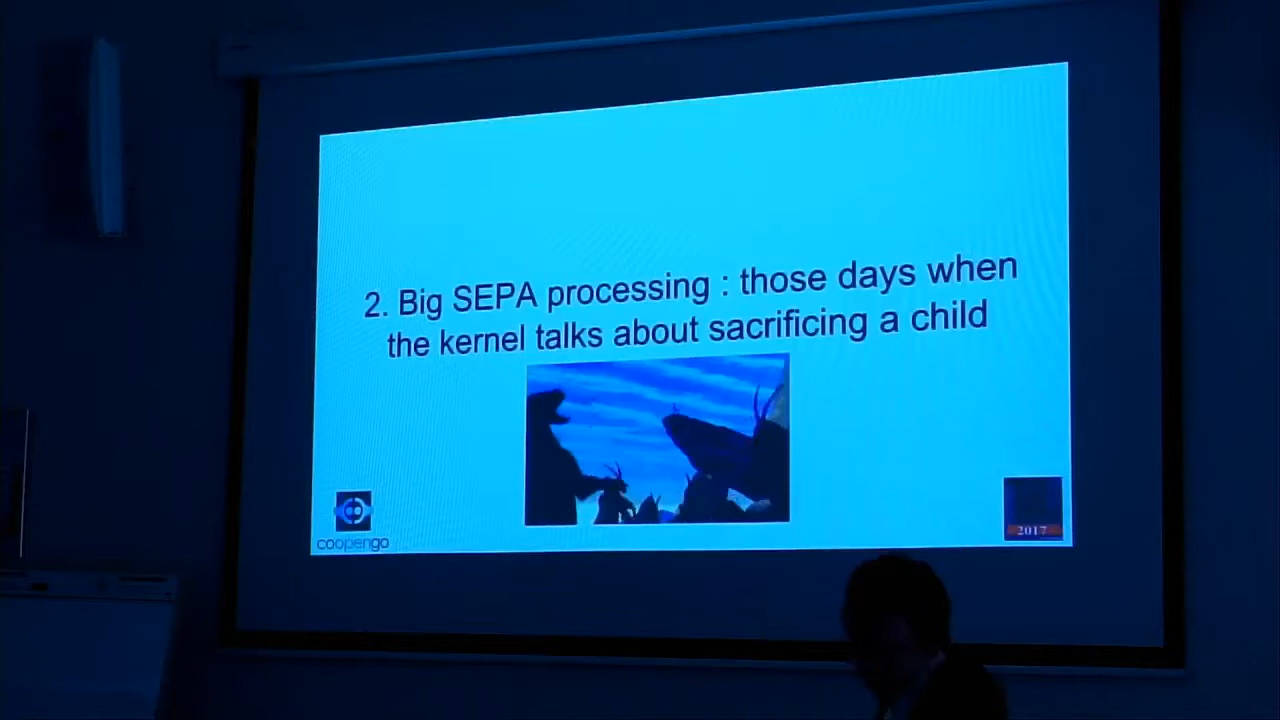 2. Big SEPA processing : those days when
the kernel talks about sacrificing a child
coopengo
2017